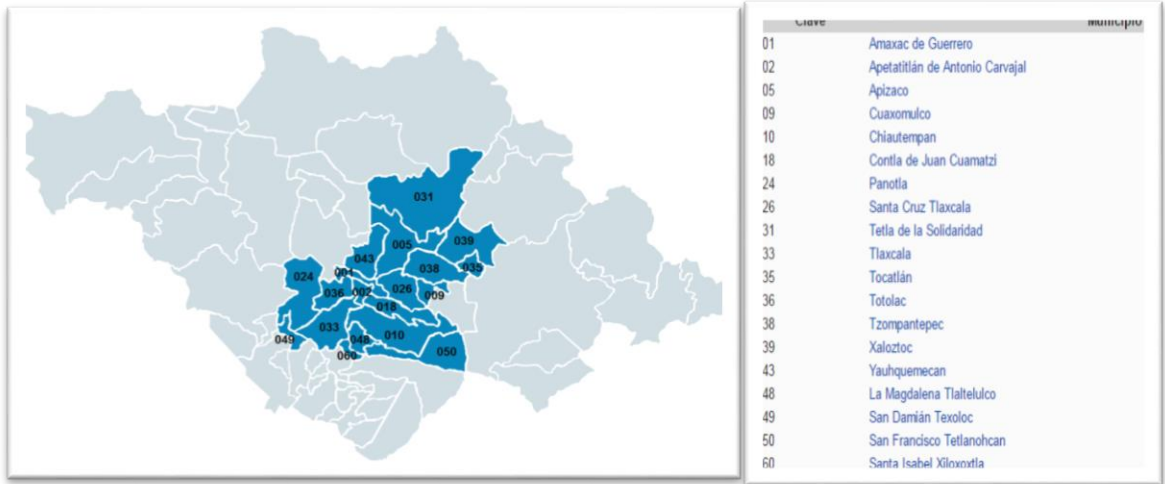 031
039
005
043
038
035
001
024
026
036
002
009
018
033
010
048
049
050
060
Clave Municipio
01 Amaxac de Guerrero
02 Apetatitlán de Antonio Carvajal
05 Apizaco
09 Cuaxomulco
10 Chiautempan
18 Contla de Juan Cuamatzi
24 Panotla
26 Santa Cruz Tlaxcala
31 Tetla de la Solidaridad
33 Tlaxcala
35 Tocatlán
36 Totolac
38 Tzompantepec
39 Xaloztoc
43 Yauhquemecan
48 La Magdalena Tlaltelulco
49 San Damián Texoloc
50 San Francisco Tetlanohcan
60 Santa Isabel Xiloxoxtla